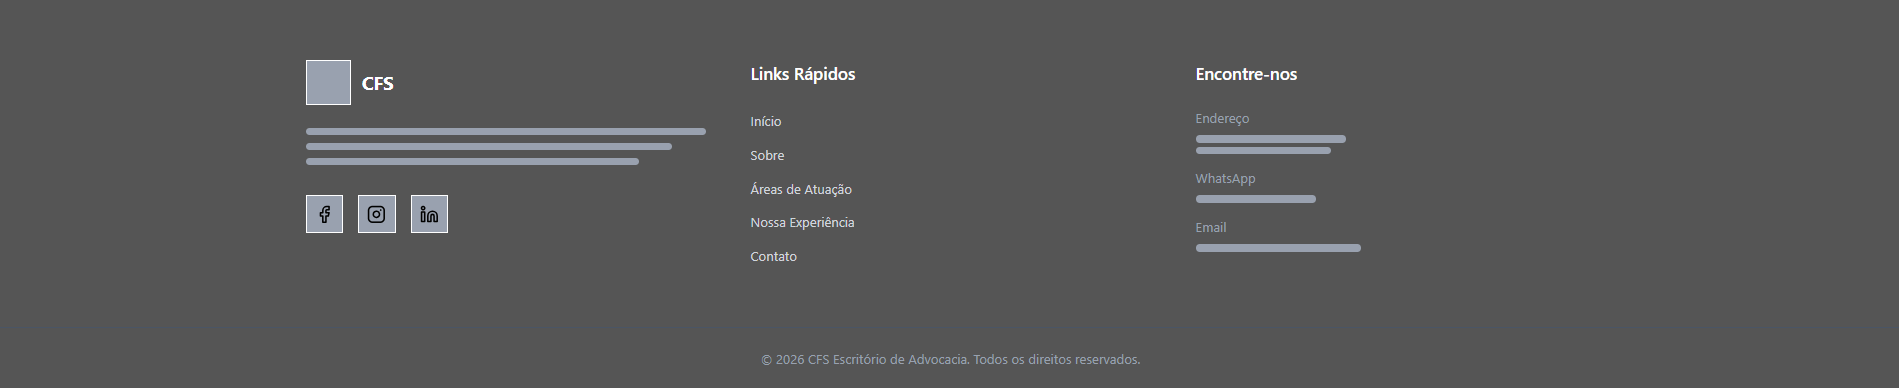 CFS
Links Rápidos
Início
Sobre
Áreas de Atuação
Nossa Experiência
Contato
Encontre-nos
Endereço
WhatsApp
Email
© 2026 CFS Escritório de Advocacia. Todos os direitos reservados.